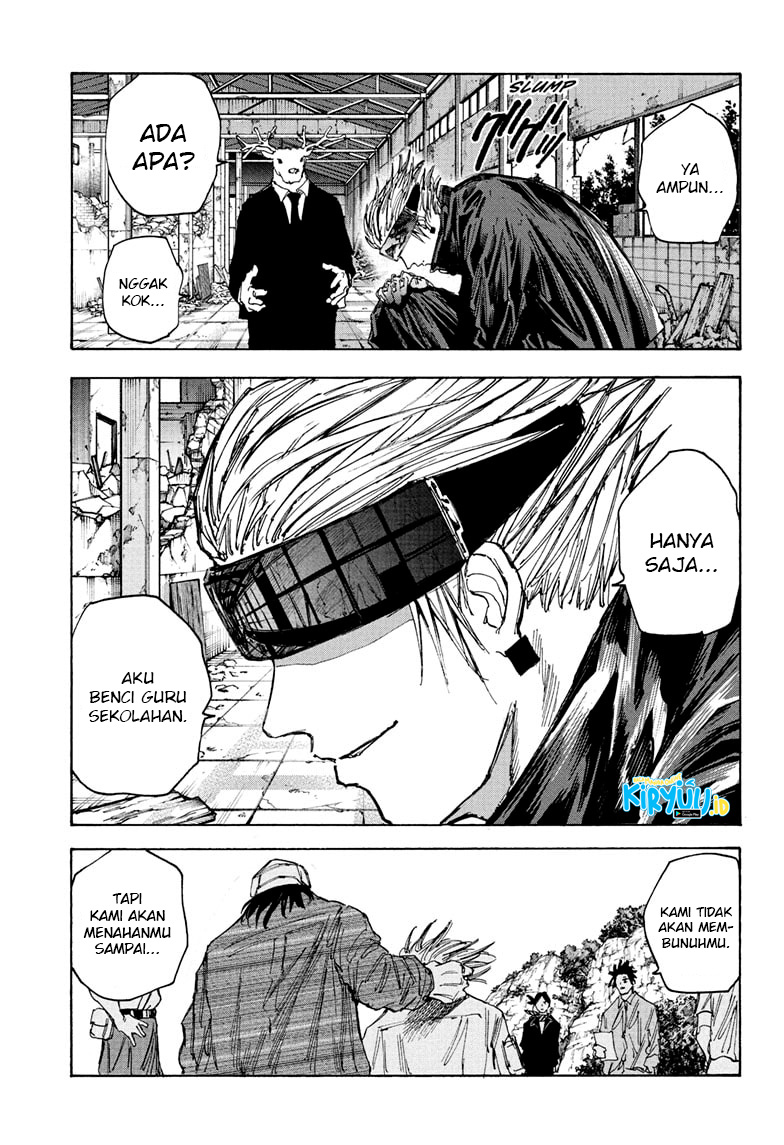 YA
AMPUN...
SLUMP
ADA
APA?
NGGAK
KOK...
HANYA
SAJA...
AKU
BENCI GURU
SEKOLAHAN.
KIRYUU.ID
KAMI TIDAK
AKAN MEM-
BUNUHMU.
TAPI
KAMI AKAN
MENAHANMU
SAMPAI...